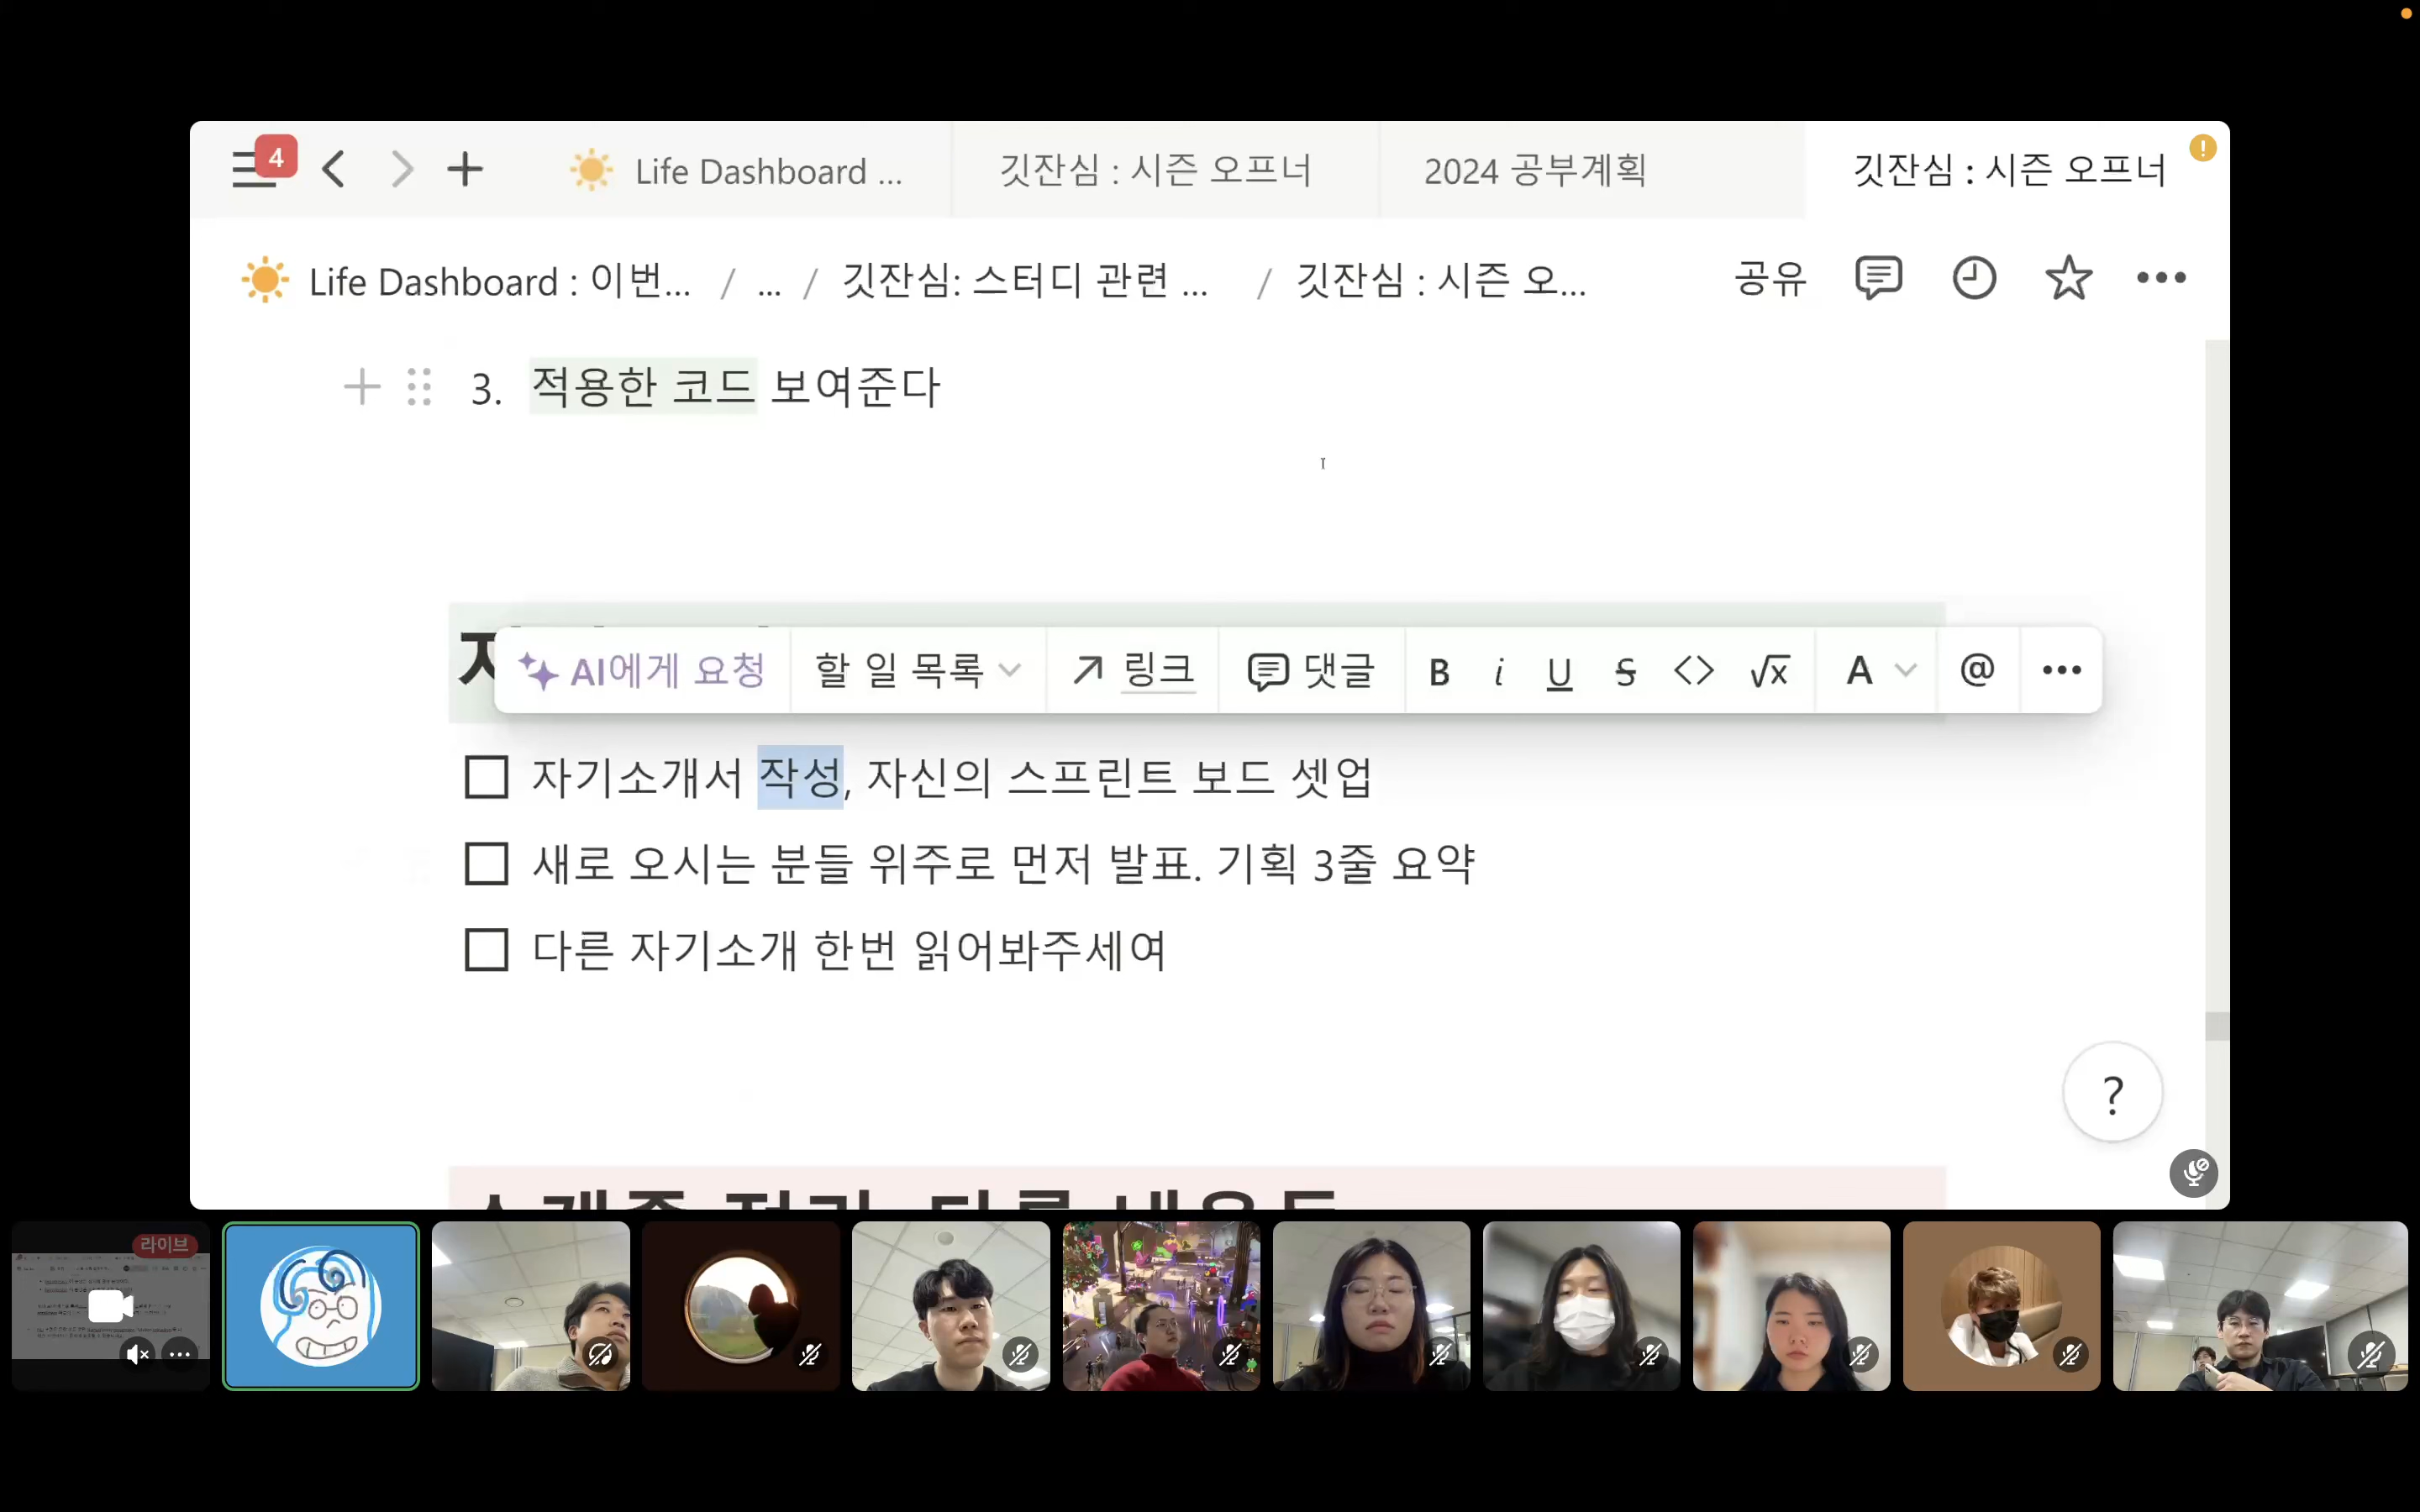 4
Life Dashboard ...
깃잔심 : 시즌 오프너
2024 공부계획
깃잔심 : 시즌 오프너
Life Dashboard : 이번... / ... / 깃잔심: 스터디 관련 ... / 깃잔심 : 시즌 오...
공유
3. 적용한 코드 보여준다
AI에게 요청
할 일 목록
링크
댓글
B i U S <> √x A @
자기소개서 작성, 자신의 스프린트 보드 셋업
새로 오시는 분들 위주로 먼저 발표. 기획 3줄 요약
다른 자기소개 한번 읽어봐주세여
?
라이브